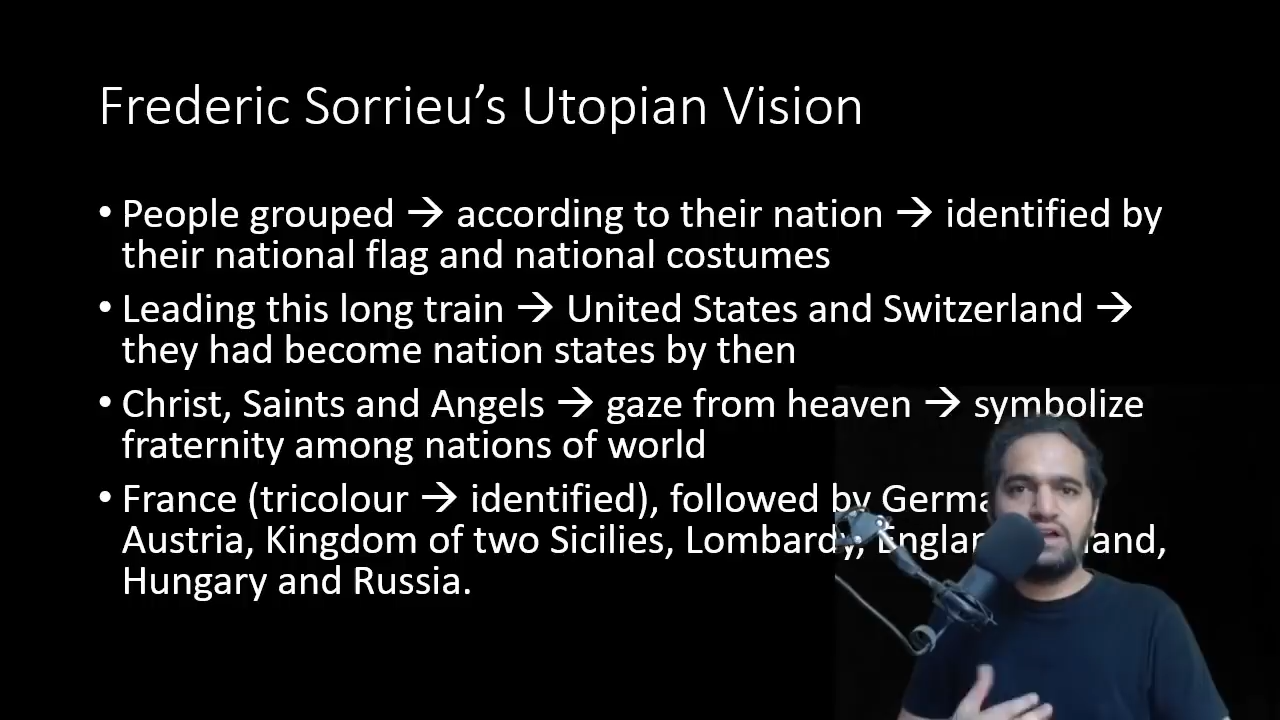 Frederic Sorrieu’s Utopian Vision
• People grouped → according to their nation → identified by
their national flag and national costumes
• Leading this long train → United States and Switzerland →
they had become nation states by then
• Christ, Saints and Angels → gaze from heaven → symbolize
fraternity among nations of world
• France (tricolour → identified), followed by
Austria, Kingdom of two Sicilies, Lombardy,
Hungary and Russia.